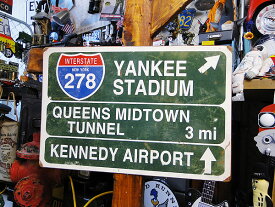 INTERSTATE
NEW YORK
278
YANKEE
STADIUM
QUEENS MIDTOWN
TUNNEL 3 mi
KENNEDY AIRPORT